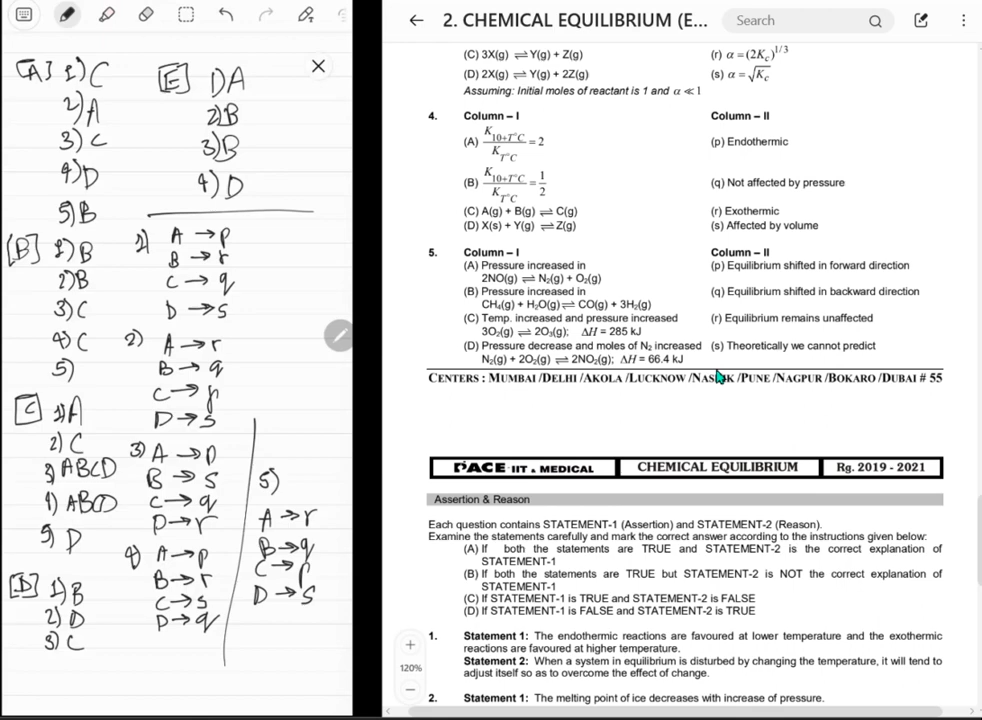 [A] 1) C
2) A
3) C
4) D
5) B
[B] 1) B
2) B
3) C
4) C
5)
[C] 1) A
2) C
3) ABCD
4) ABCD
5) D
[D] 1) B
2) D
3) C
[E] 1) A
2) B
3) B
4) D
1) A → p
B → r
C → q
D → s
2) A → r
B → q
C → p
D → s
3) A → p
B → s
C → q
D → r
4) A → p
B → r
C → s
D → q
5)
A → r
B → q
C → p
D → s
2. CHEMICAL EQUILIBRIUM (E...
Search
(C) 3X(g) ⇌ Y(g) + Z(g) (r) α = (2K_c)^1/3
(D) 2X(g) ⇌ Y(g) + 2Z(g) (s) α = √K_c
Assuming: Initial moles of reactant is 1 and α ≪ 1
4. Column – I Column – II
(A) K_10+T°C / K_T°C = 2 (p) Endothermic
(B) K_10+T°C / K_T°C = 1/2 (q) Not affected by pressure
(C) A(g) + B(g) ⇌ C(g) (r) Exothermic
(D) X(s) + Y(g) ⇌ Z(g) (s) Affected by volume
5. Column – I Column – II
(A) Pressure increased in (p) Equilibrium shifted in forward direction
2NO(g) ⇌ N₂(g) + O₂(g)
(B) Pressure increased in (q) Equilibrium shifted in backward direction
CH₄(g) + H₂O(g) ⇌ CO(g) + 3H₂(g)
(C) Temp. increased and pressure increased (r) Equilibrium remains unaffected
3O₂(g) ⇌ 2O₃(g); ΔH = 285 kJ
(D) Pressure decrease and moles of N₂ increased (s) Theoretically we cannot predict
N₂(g) + 2O₂(g) ⇌ 2NO₂(g); ΔH = 66.4 kJ
CENTERS : MUMBAI /DELHI /AKOLA /LUCKNOW /NASIK /PUNE /NAGPUR /BOKARO /DUBAI # 55
PACE IIT & MEDICAL CHEMICAL EQUILIBRIUM Rg. 2019 - 2021
Assertion & Reason
Each question contains STATEMENT-1 (Assertion) and STATEMENT-2 (Reason).
Examine the statements carefully and mark the correct answer according to the instructions given below:
(A) If both the statements are TRUE and STATEMENT-2 is the correct explanation of
STATEMENT-1
(B) If both the statements are TRUE but STATEMENT-2 is NOT the correct explanation of
STATEMENT-1
(C) If STATEMENT-1 is TRUE and STATEMENT-2 is FALSE
(D) If STATEMENT-1 is FALSE and STATEMENT-2 is TRUE
1. Statement 1: The endothermic reactions are favoured at lower temperature and the exothermic
reactions are favoured at higher temperature.
Statement 2: When a system in equilibrium is disturbed by changing the temperature, it will tend to
adjust itself so as to overcome the effect of change.
2. Statement 1: The melting point of ice decreases with increase of pressure.
120%